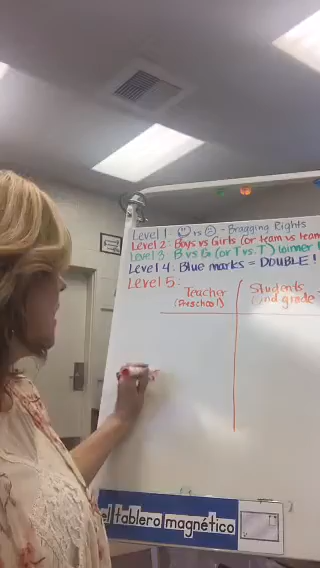 Level 1: 🙂 vs ☹ - Bragging Rights
Level 2: Boys vs Girls (or team vs team
Level 3: B vs G (or T vs. T) winner
Level 4: Blue marks = DOUBLE!
Level 5:
Teacher
(Preschool)
Students
(2nd grade
el tablero magnético